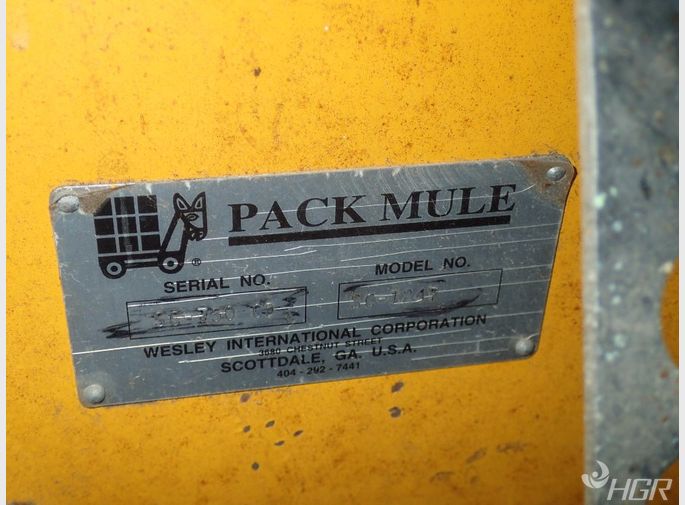 PACK MULE
®
SERIAL NO. MODEL NO.
WESLEY INTERNATIONAL CORPORATION
3680 CHESTNUT STREET
SCOTTDALE, GA. U.S.A.
404 - 292 - 7441
HGR